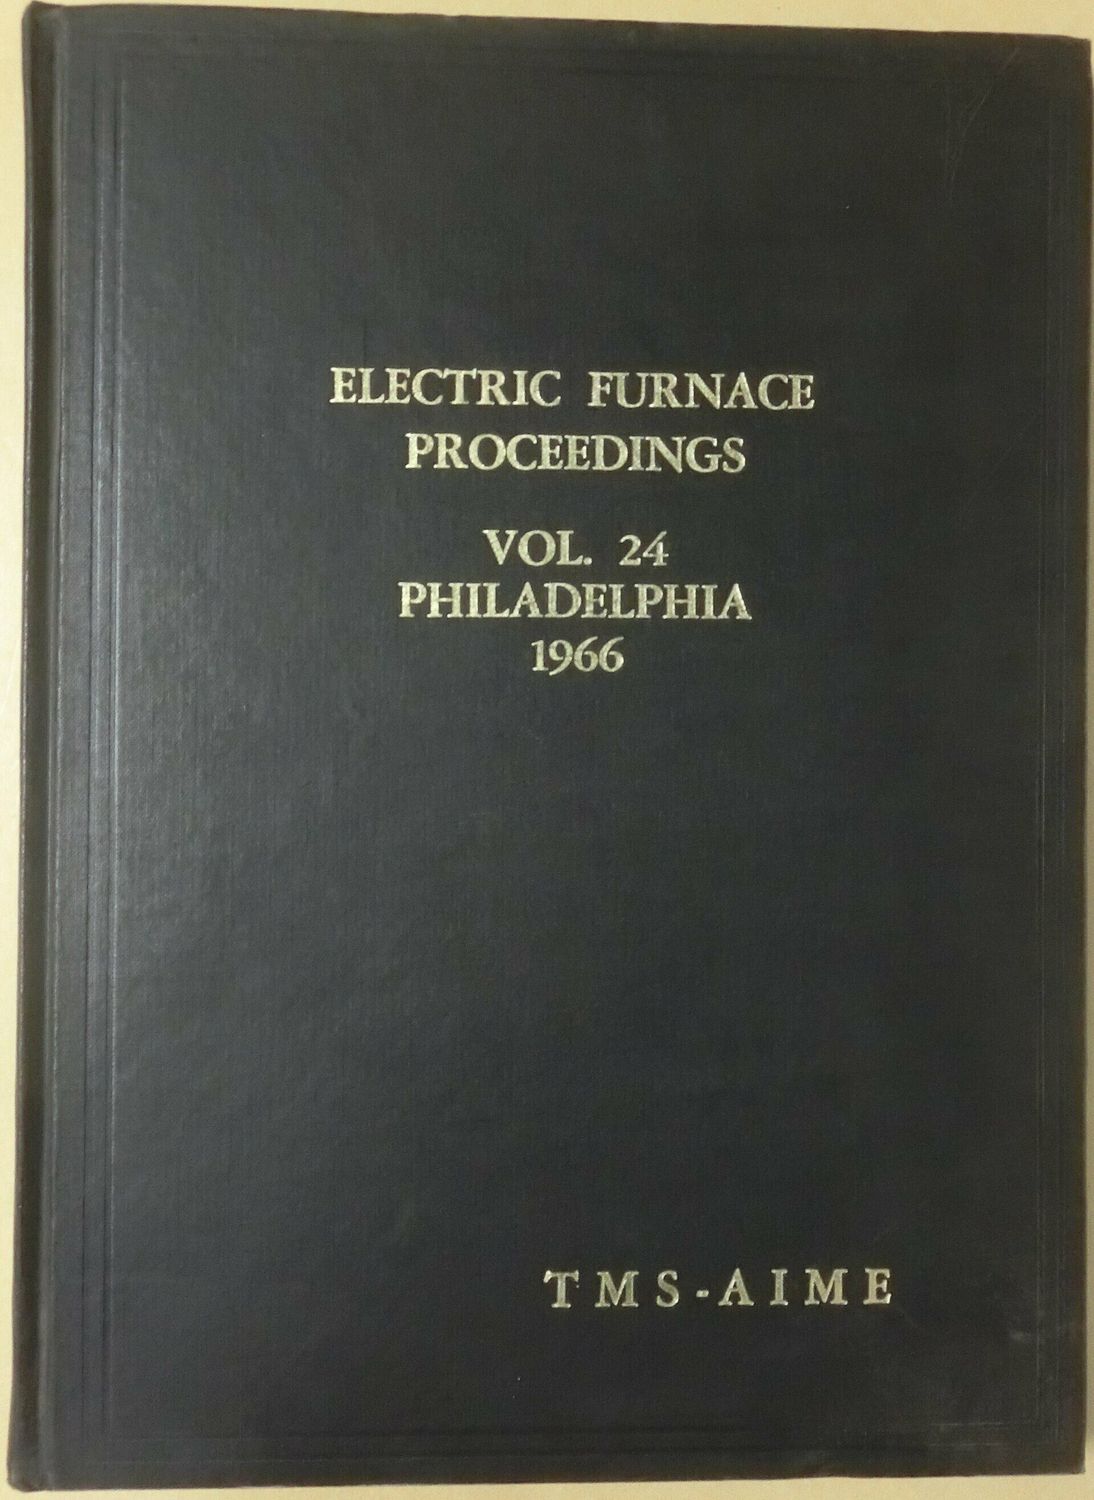 ELECTRIC FURNACE
PROCEEDINGS
VOL. 24
PHILADELPHIA
1966
TMS-AIME